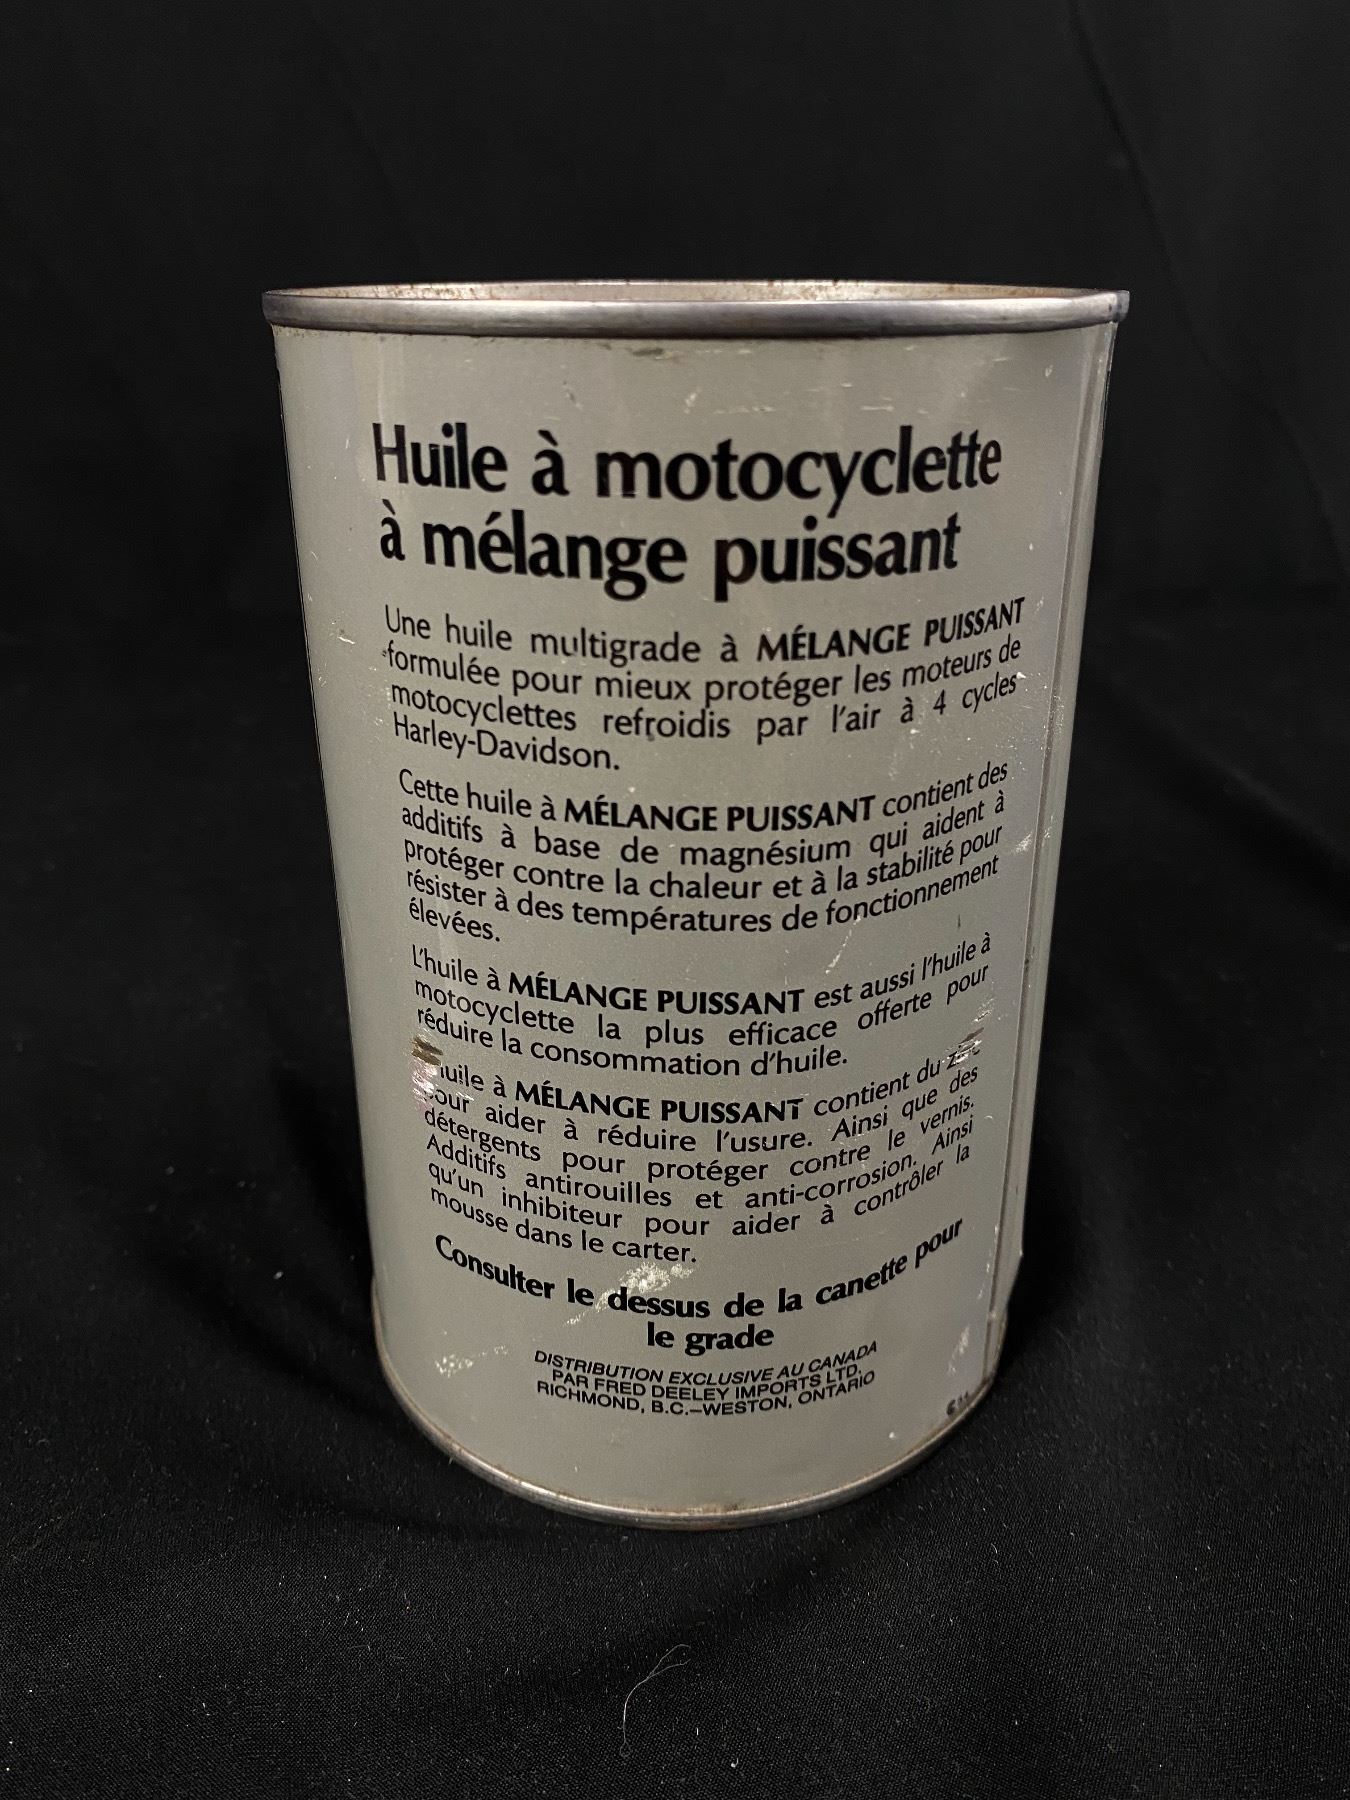 Huile à motocyclette
à mélange puissant
Une huile multigrade à MÉLANGE PUISSANT
formulée pour mieux protéger les moteurs de
motocyclettes refroidis par l'air à 4 cycles
Harley-Davidson.
Cette huile à MÉLANGE PUISSANT contient des
additifs à base de magnésium qui aident à
protéger contre la chaleur et à la stabilité pour
résister à des températures de fonctionnement
élevées.
L'huile à MÉLANGE PUISSANT est aussi l'huile à
motocyclette la plus efficace offerte pour
réduire la consommation d'huile.
à MÉLANGE PUISSANT contient du
aider à réduire l'usure. Ainsi que des
détergents pour protéger contre le vernis.
Additifs antirouilles et anti-corrosion. Ainsi
qu'un inhibiteur pour aider à contrôler la
mousse dans le carter.
Consulter le dessus de la canette pour
le grade
DISTRIBUTION EXCLUSIVE AU CANADA
PAR FRED DEELEY IMPORTS LTD.
RICHMOND, B.C.—WESTON, ONTARIO